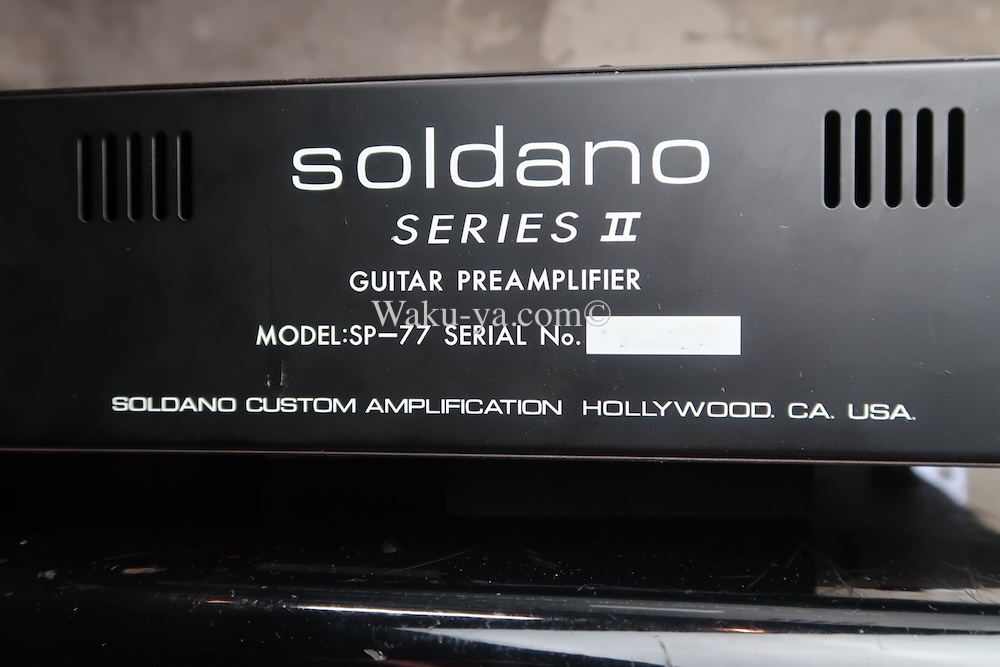 soldano
SERIES II
GUITAR PREAMPLIFIER
Waku-ya.com©
MODEL:SP-77 SERIAL No.
SOLDANO CUSTOM AMPLIFICATION HOLLYWOOD. CA. USA.